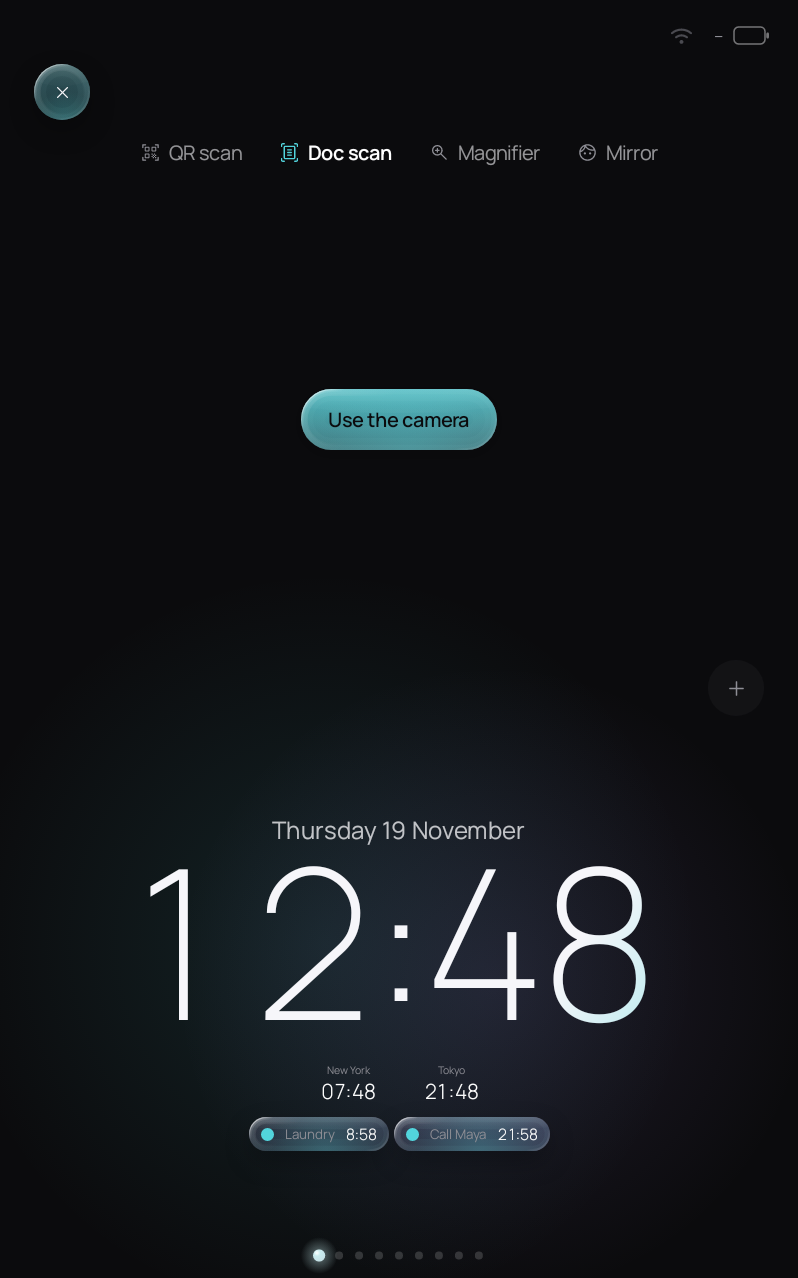 –
QR scan Doc scan Magnifier Mirror
Use the camera
Thursday 19 November
12:48
New York Tokyo
07:48 21:48
Laundry 8:58 Call Maya 21:58